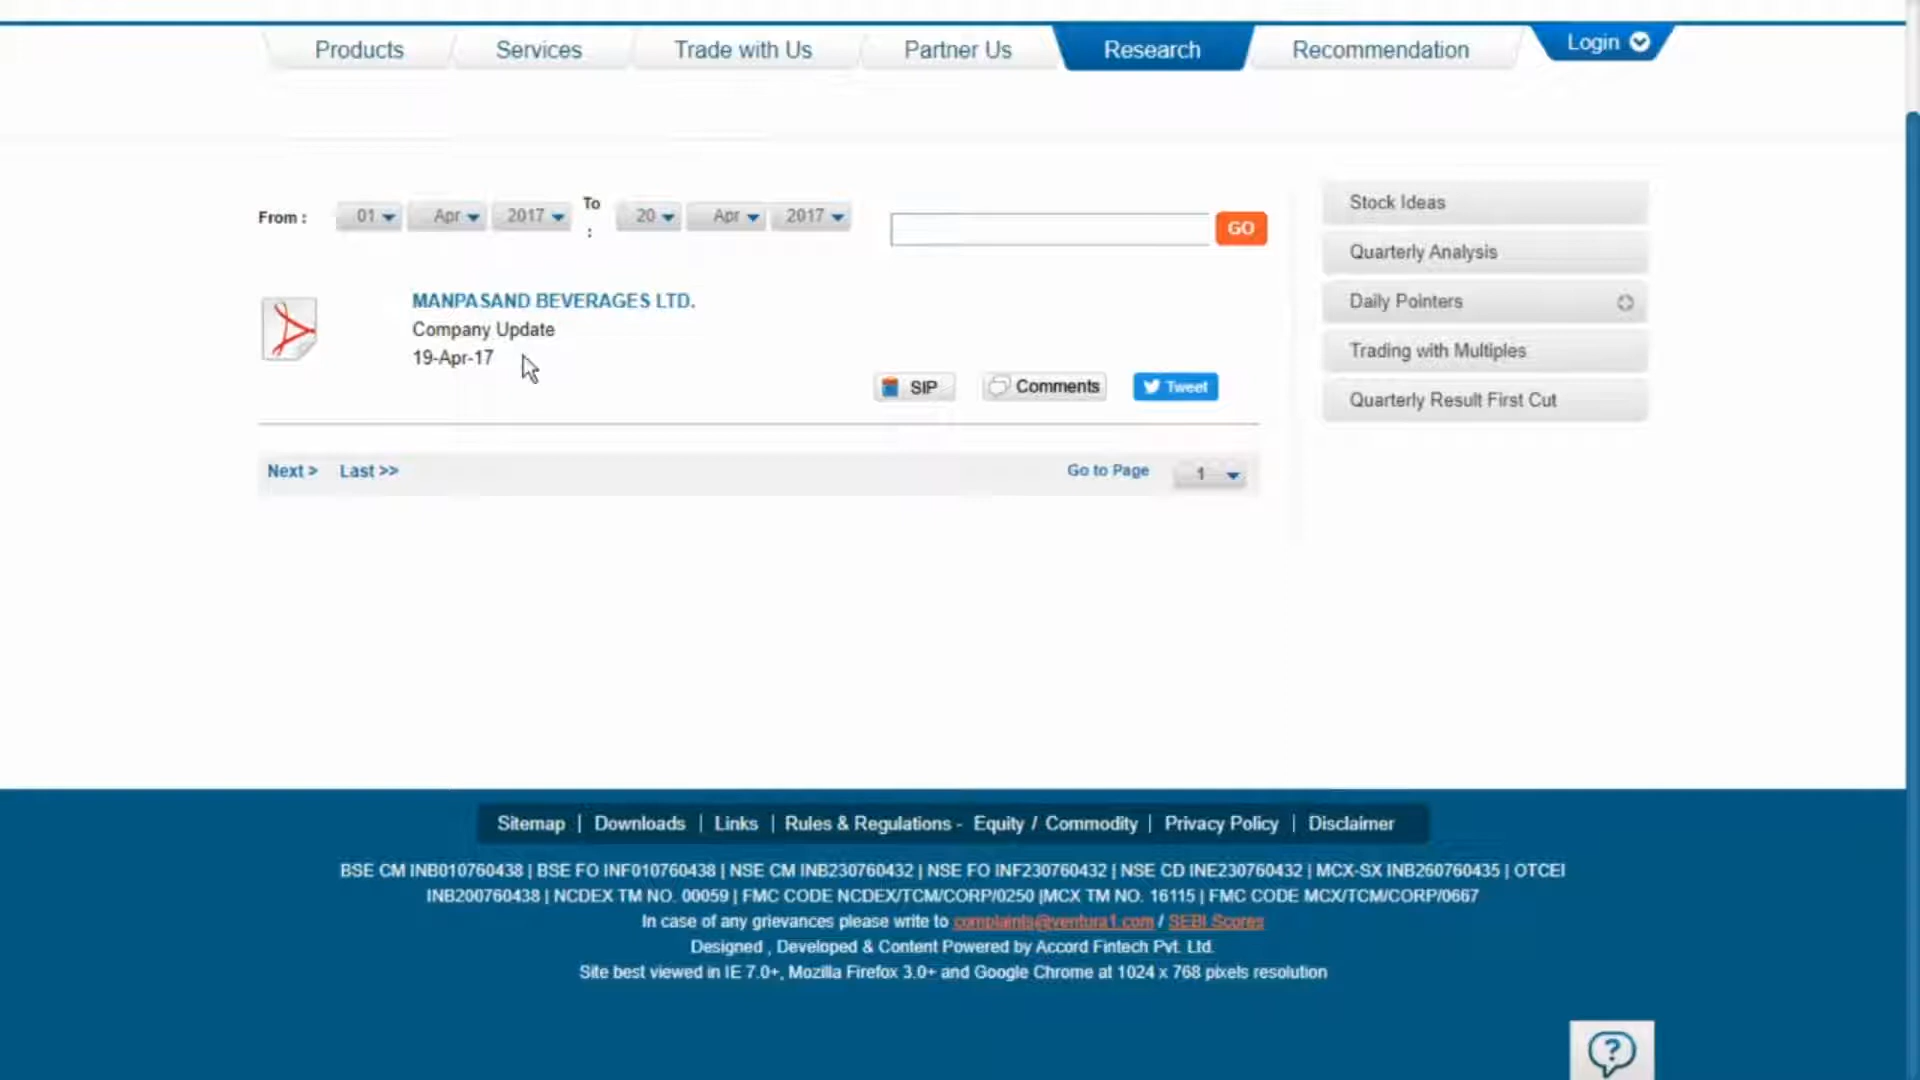 Products Services Trade with Us Partner Us Research Recommendation Login
From : 01 Apr 2017 To : 20 Apr 2017 GO
MANPASAND BEVERAGES LTD.
Company Update
19-Apr-17
SIP Comments Tweet
Next > Last >> Go to Page 1
Stock Ideas
Quarterly Analysis
Daily Pointers
Trading with Multiples
Quarterly Result First Cut
Sitemap | Downloads | Links | Rules & Regulations - Equity / Commodity | Privacy Policy | Disclaimer
BSE CM INB010760438 | BSE FO INF010760438 | NSE CM INB230760432 | NSE FO INF230760432 | NSE CD INE230760432 | MCX-SX INB260760435 | OTCEI
INB200760438 | NCDEX TM NO. 00059 | FMC CODE NCDEX/TCM/CORP/0250 |MCX TM NO. 16115 | FMC CODE MCX/TCM/CORP/0667
In case of any grievances please write to complaints@ventura1.com / SEBI Scores
Designed , Developed & Content Powered by Accord Fintech Pvt. Ltd.
Site best viewed in IE 7.0+, Mozilla Firefox 3.0+ and Google Chrome at 1024 x 768 pixels resolution
?